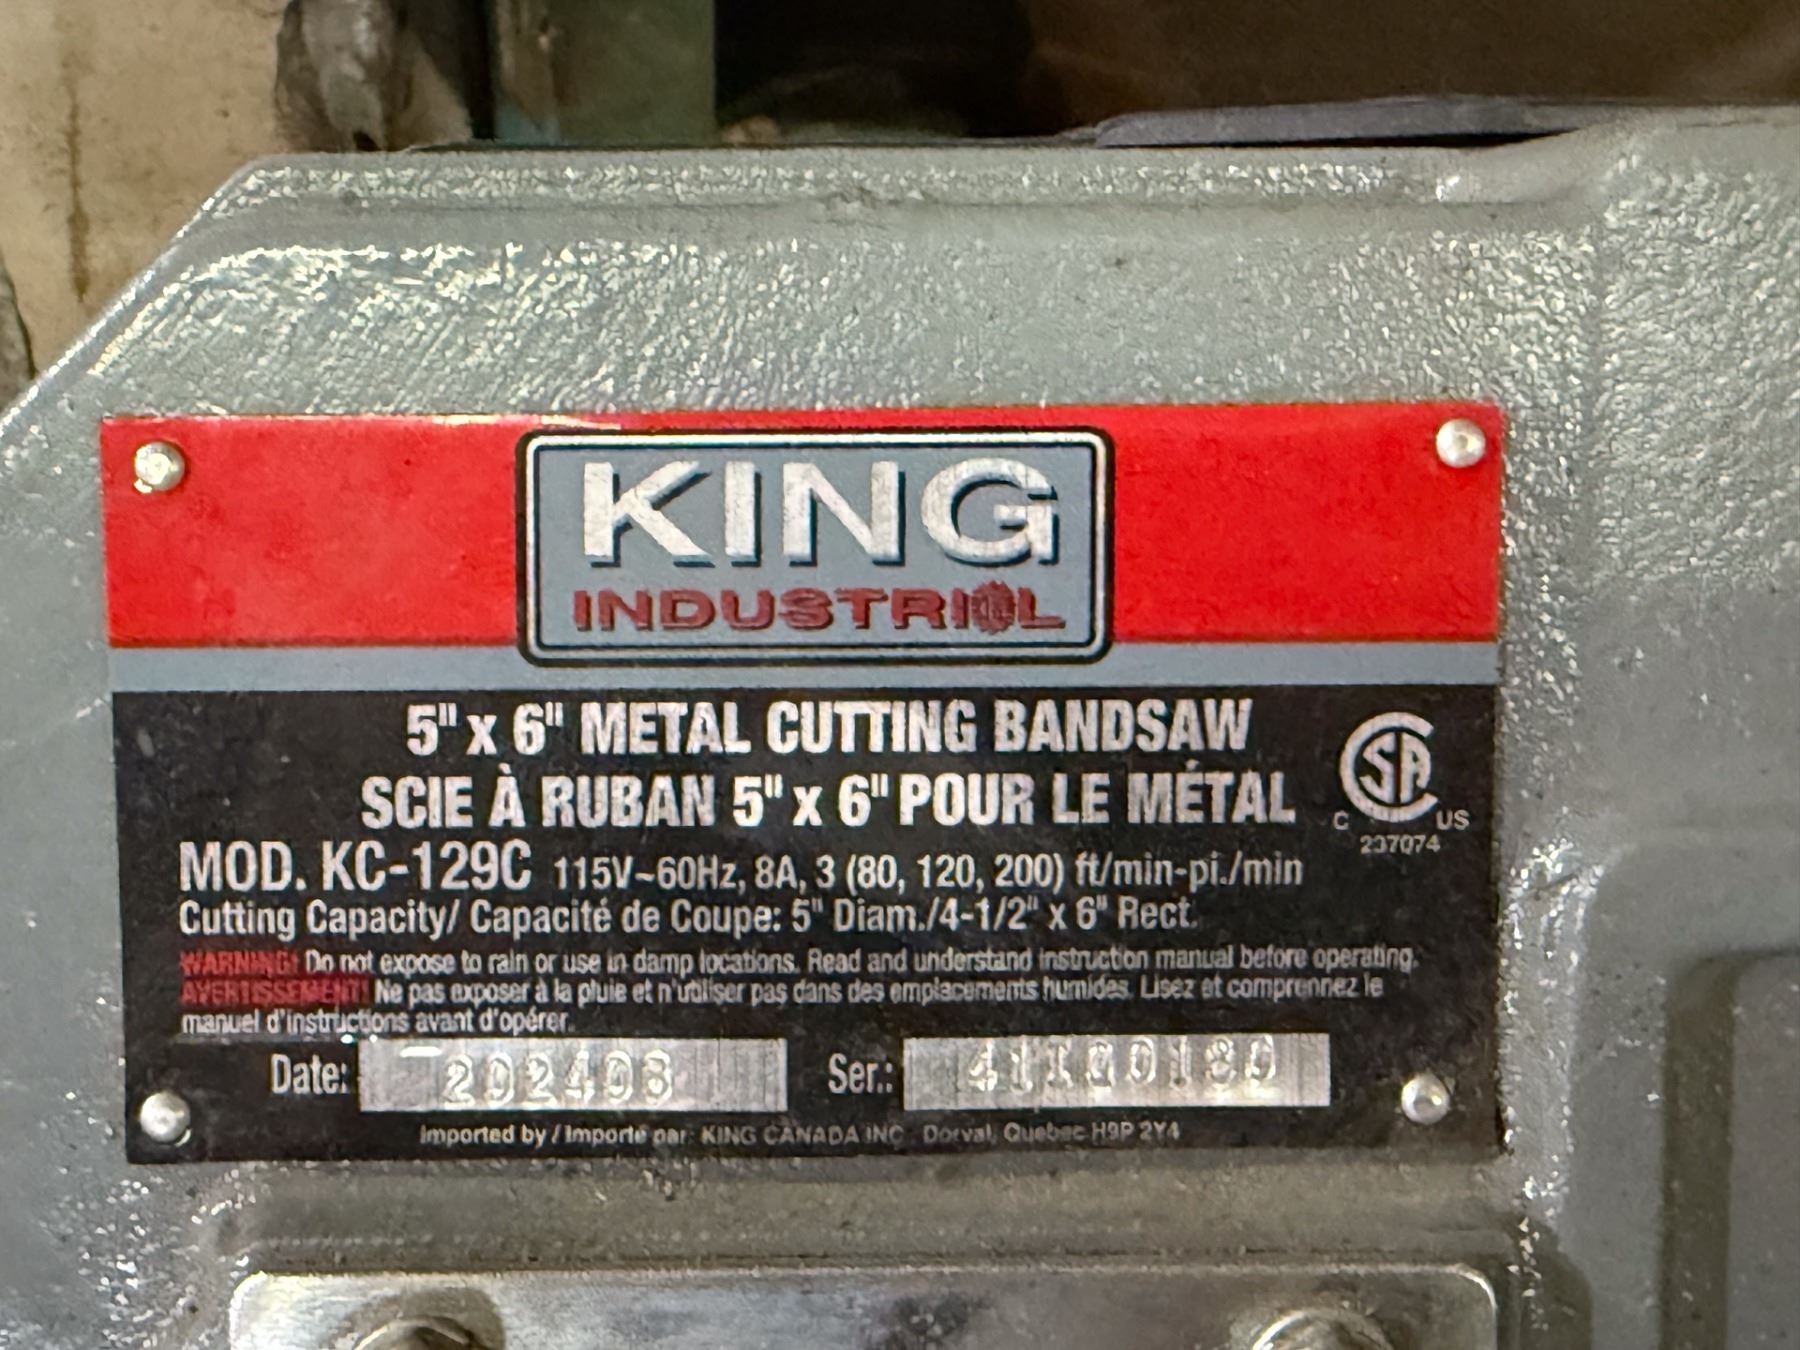 KING
INDUSTRIAL
5" x 6" METAL CUTTING BANDSAW
SCIE À RUBAN 5" x 6" POUR LE MÉTAL
C US
237074
MOD. KC-129C 115V~60Hz, 8A, 3 (80, 120, 200) ft/min-pi./min
Cutting Capacity/ Capacité de Coupe: 5" Diam./4-1/2" x 6" Rect.
WARNING! Do not expose to rain or use in damp locations. Read and understand instruction manual before operating.
AVERTISSEMENT! Ne pas exposer à la pluie et n'utiliser pas dans des emplacements humides. Lisez et comprennez le
manuel d'instructions avant d'opérer.
Date: 202408 Ser.:
Imported by / Importé par: KING CANADA INC. Dorval, Quebec H9P 2Y4